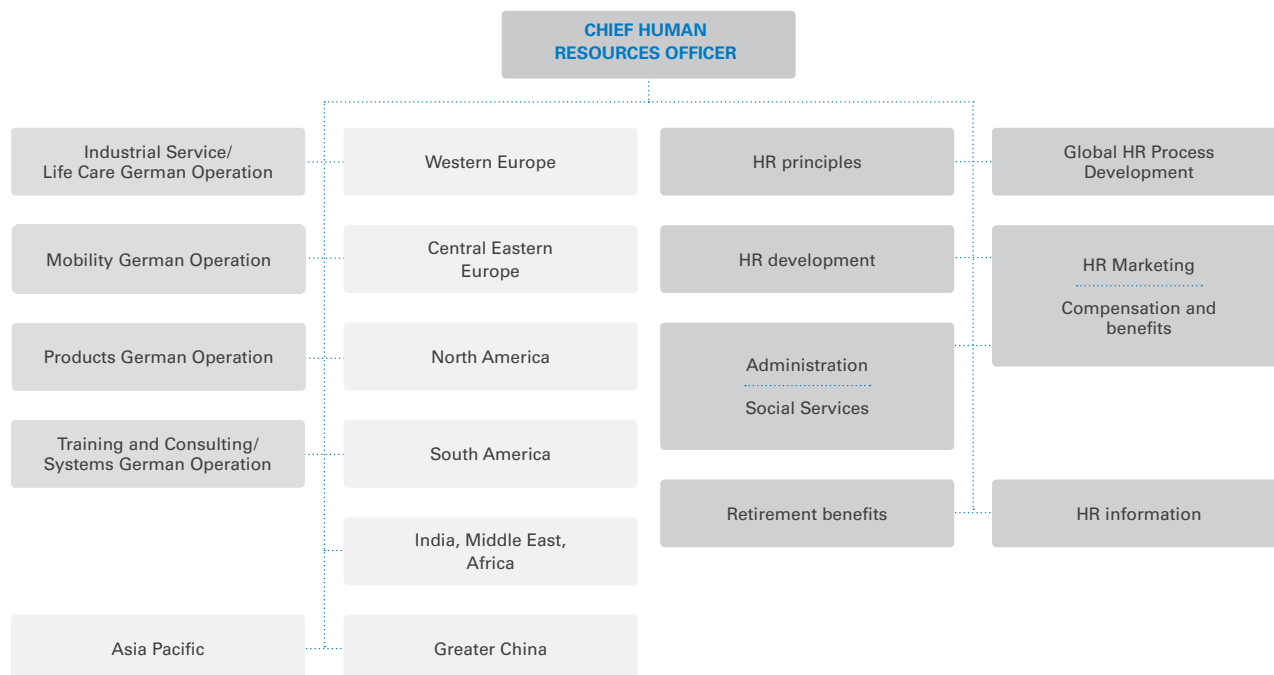 CHIEF HUMAN
RESOURCES OFFICER
Industrial Service/
Life Care German Operation
Western Europe
HR principles
Global HR Process
Development
Mobility German Operation
Central Eastern
Europe
HR development
HR Marketing
Compensation and
benefits
Products German Operation
North America
Administration
Social Services
Training and Consulting/
Systems German Operation
South America
India, Middle East,
Africa
Retirement benefits
HR information
Asia Pacific
Greater China